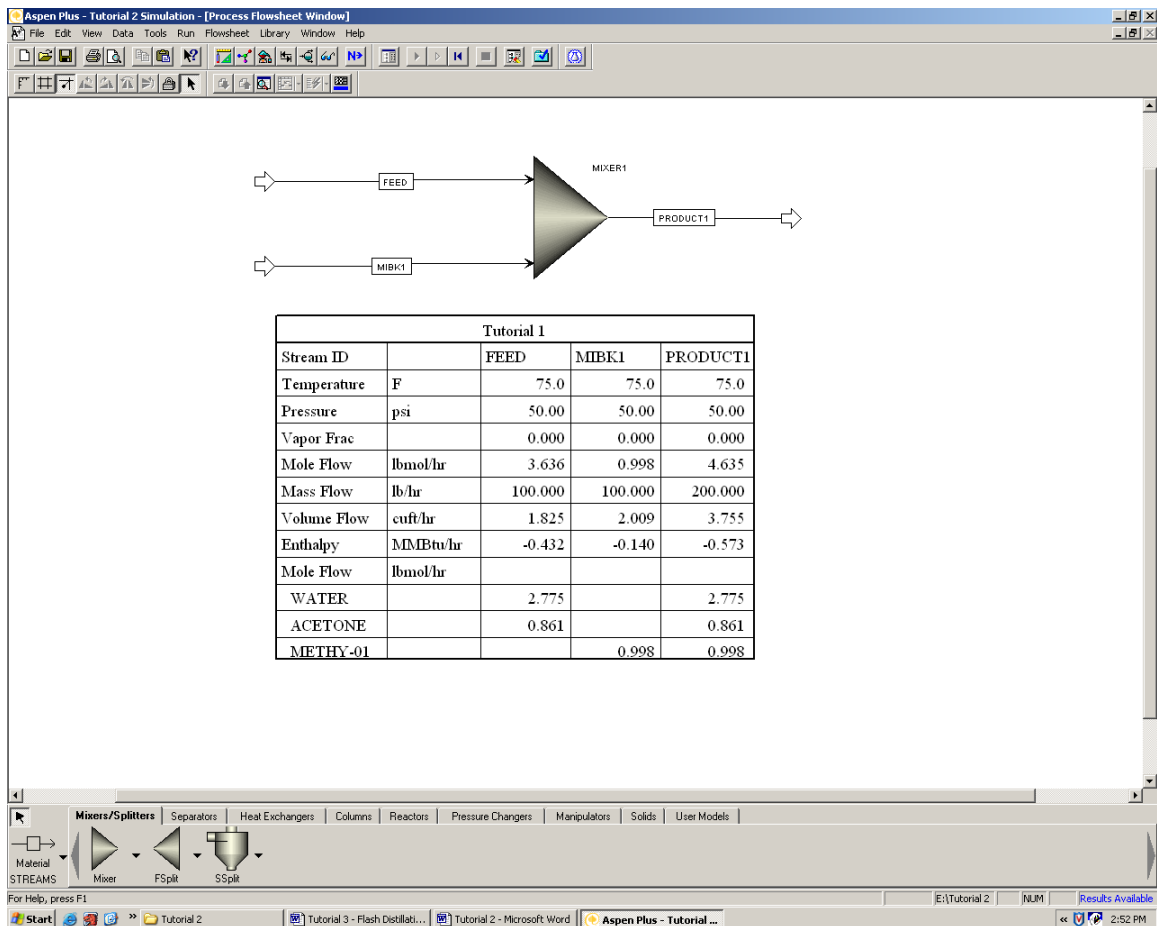 Aspen Plus - Tutorial 2 Simulation - [Process Flowsheet Window]
File Edit View Data Tools Run Flowsheet Library Window Help
N>
MIXER1
FEED
PRODUCT1
MIBK1
Tutorial 1
Stream ID FEED MIBK1 PRODUCT1
Temperature F 75.0 75.0 75.0
Pressure psi 50.00 50.00 50.00
Vapor Frac 0.000 0.000 0.000
Mole Flow lbmol/hr 3.636 0.998 4.635
Mass Flow lb/hr 100.000 100.000 200.000
Volume Flow cuft/hr 1.825 2.009 3.755
Enthalpy MMBtu/hr -0.432 -0.140 -0.573
Mole Flow lbmol/hr
WATER 2.775 2.775
ACETONE 0.861 0.861
METHY-01 0.998 0.998
Mixers/Splitters Separators Heat Exchangers Columns Reactors Pressure Changers Manipulators Solids User Models
Material
STREAMS Mixer FSplit SSplit
For Help, press F1 E:\Tutorial 2 NUM Results Available
Start » Tutorial 2 Tutorial 3 - Flash Distillati... Tutorial 2 - Microsoft Word Aspen Plus - Tutorial ... « 2:52 PM